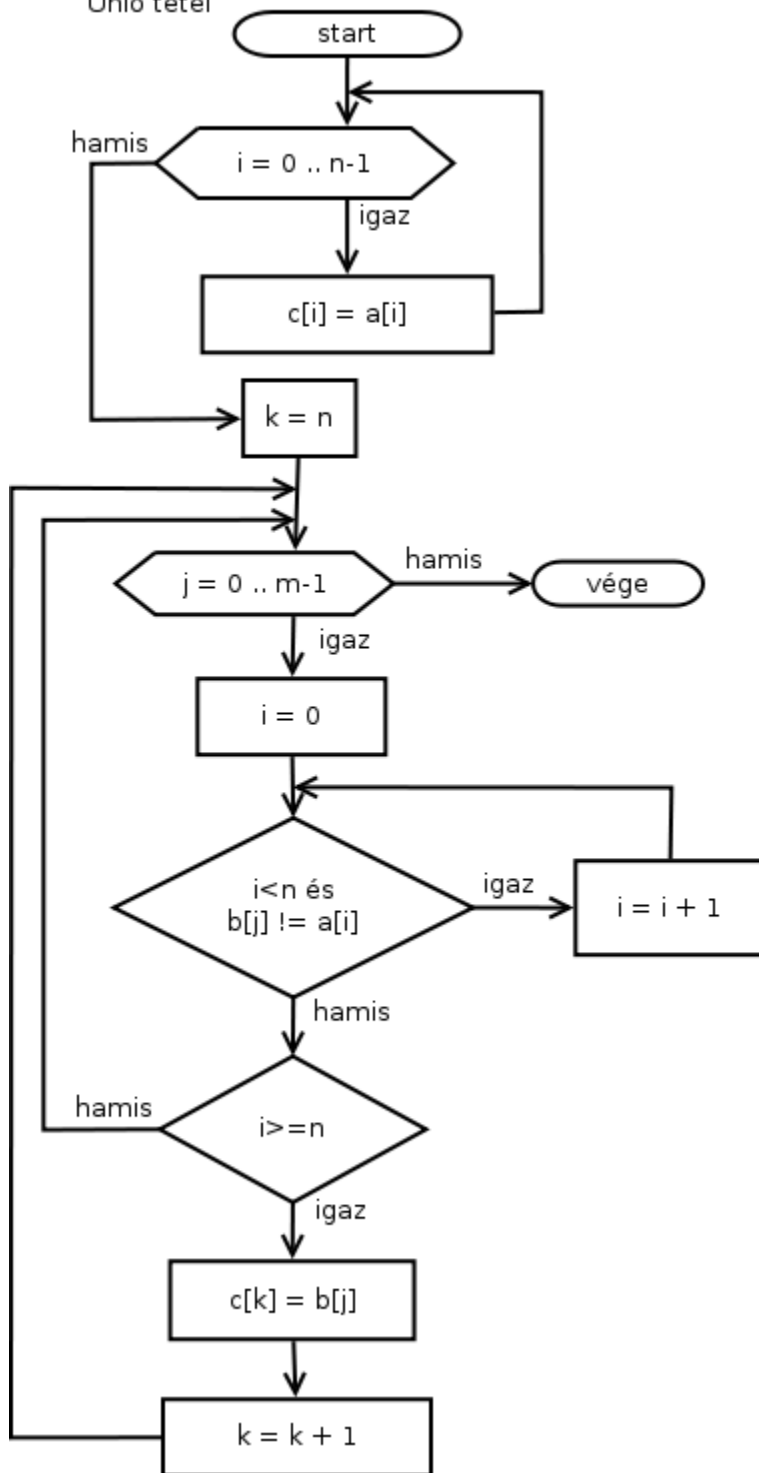 Unió tétel
start
hamis
i = 0 .. n-1
igaz
c[i] = a[i]
k = n
hamis
j = 0 .. m-1
vége
igaz
i = 0
i<n és
b[j] != a[i]
igaz
i = i + 1
hamis
hamis
i>=n
igaz
c[k] = b[j]
k = k + 1